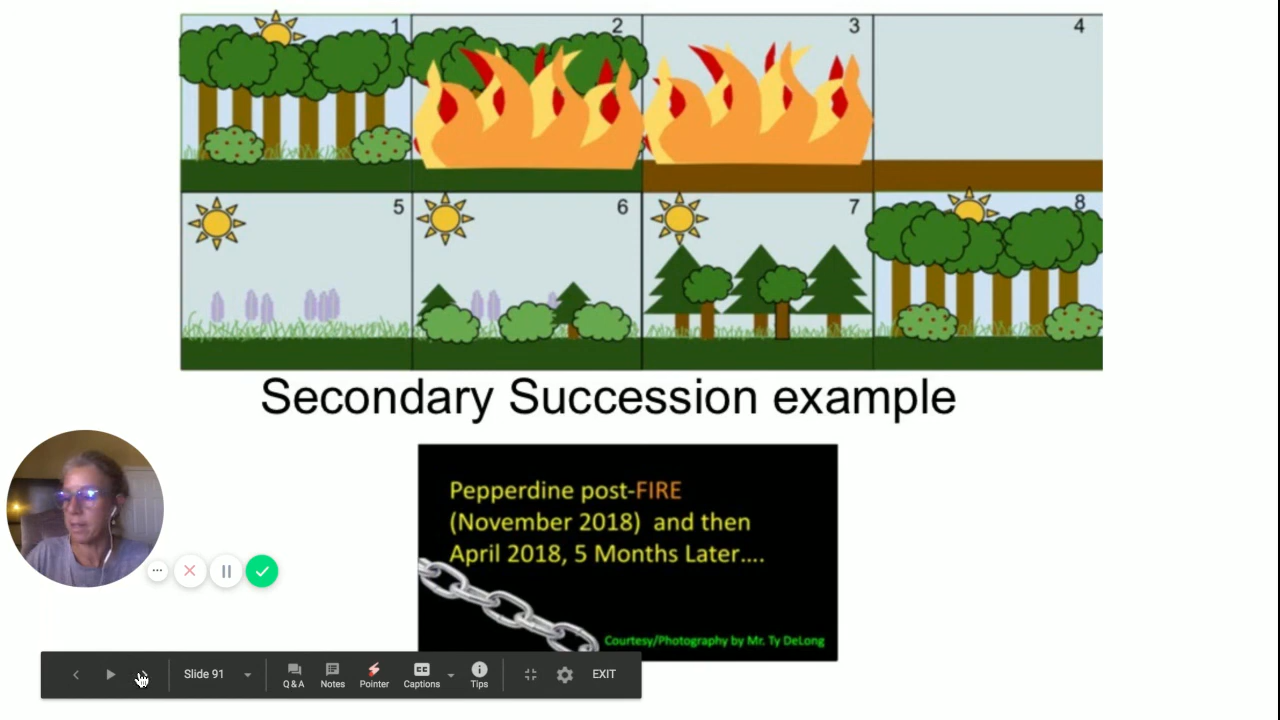 1
2
3
4
5
6
7
8
Secondary Succession example
Pepperdine post-FIRE
(November 2018)  and then
April 2018, 5 Months Later....
Courtesy/Photography by Mr. Ty DeLong
Slide 91
Q & A
Notes
Pointer
Captions
Tips
EXIT